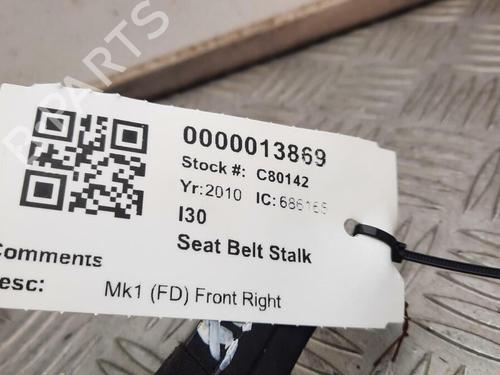 B-PARTS
0000013869
Stock #: C80142
Yr:2010 IC:686165
I30
Seat Belt Stalk
Comments
esc: Mk1 (FD) Front Right